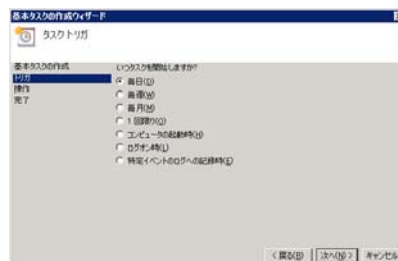 基本タスクの作成ウィザード
タスク トリガ
基本タスクの作成
トリガ
操作
完了
いつタスクを開始しますか?
毎日(D)
毎週(W)
毎月(M)
1 回限り(O)
コンピュータの起動時(H)
ログオン時(L)
特定イベントのログへの記録時(E)
< 戻る(B)
次へ(N) >
キャンセル